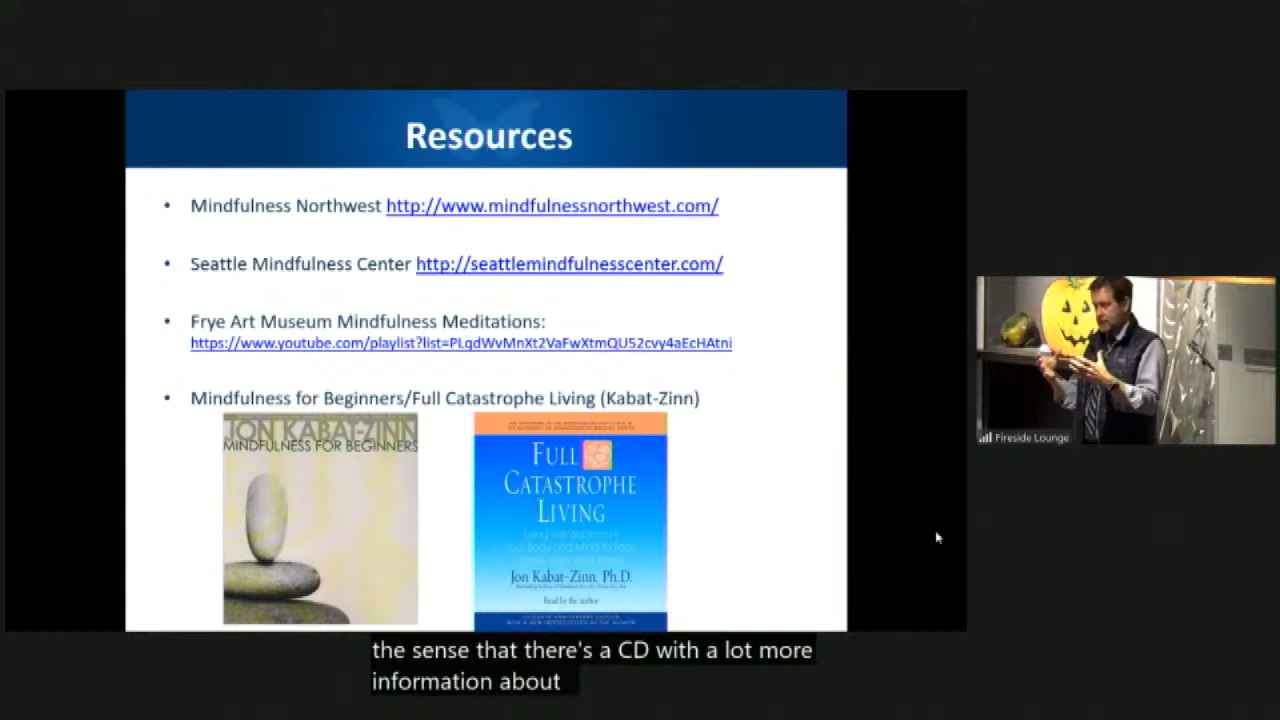 Resources
• Mindfulness Northwest http://www.mindfulnessnorthwest.com/
• Seattle Mindfulness Center http://seattlemindfulnesscenter.com/
• Frye Art Museum Mindfulness Meditations:
https://www.youtube.com/playlist?list=PLqdWvMnXt2VaFwXtmQU52cvy4aEcHAtni
• Mindfulness for Beginners/Full Catastrophe Living (Kabat-Zinn)
JON KABAT-ZINN
MINDFULNESS FOR BEGINNERS
FULL
CATASTROPHE
LIVING
Jon Kabat-Zinn, Ph.D.
Read by the author
Fireside Lounge
the sense that there's a CD with a lot more
information about